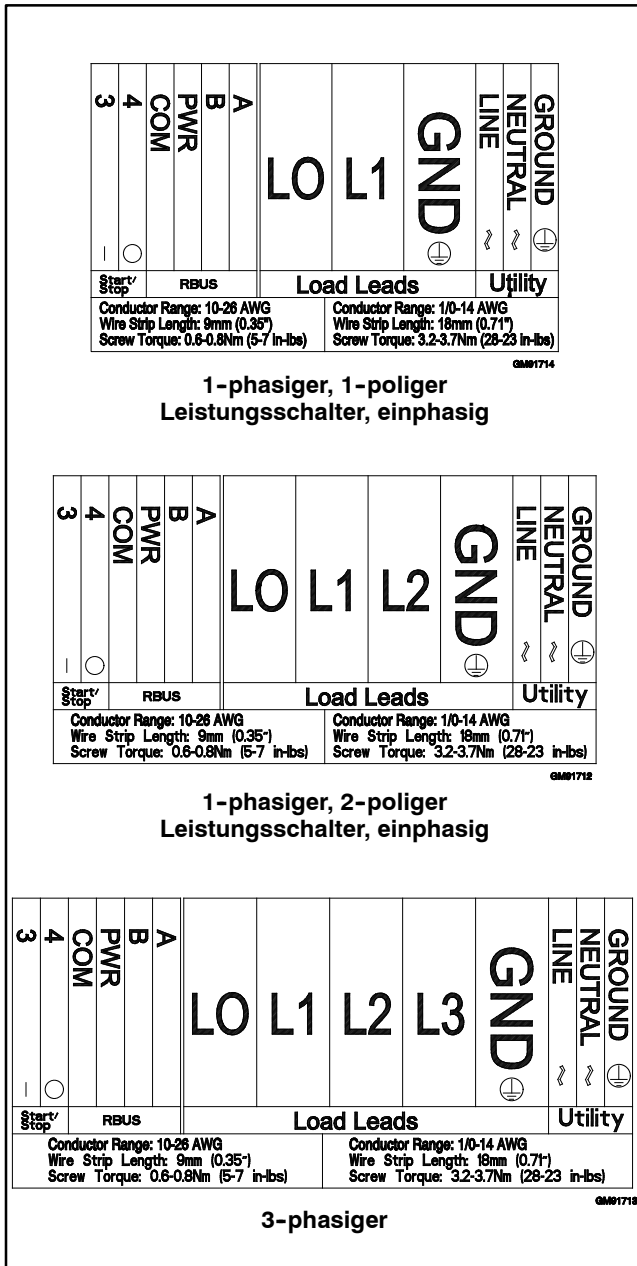 3 4 COM PWR B A LO L1 GND LINE NEUTRAL GROUND
Start/ Stop RBUS Load Leads Utility
Conductor Range: 10-26 AWG Conductor Range: 1/0-14 AWG
Wire Strip Length: 9mm (0.35") Wire Strip Length: 18mm (0.71")
Screw Torque: 0.6-0.8Nm (5-7 in-lbs) Screw Torque: 3.2-3.7Nm (28-23 in-lbs)
GM91714
1-phasiger, 1-poliger
Leistungsschalter, einphasig
3 4 COM PWR B A LO L1 L2 GND LINE NEUTRAL GROUND
Start/ Stop RBUS Load Leads Utility
Conductor Range: 10-26 AWG Conductor Range: 1/0-14 AWG
Wire Strip Length: 9mm (0.35") Wire Strip Length: 18mm (0.71")
Screw Torque: 0.6-0.8Nm (5-7 in-lbs) Screw Torque: 3.2-3.7Nm (28-23 in-lbs)
GM91712
1-phasiger, 2-poliger
Leistungsschalter, einphasig
3 4 COM PWR B A LO L1 L2 L3 GND LINE NEUTRAL GROUND
Start/ Stop RBUS Load Leads Utility
Conductor Range: 10-26 AWG Conductor Range: 1/0-14 AWG
Wire Strip Length: 9mm (0.35") Wire Strip Length: 18mm (0.71")
Screw Torque: 0.6-0.8Nm (5-7 in-lbs) Screw Torque: 3.2-3.7Nm (28-23 in-lbs)
GM91713
3-phasiger